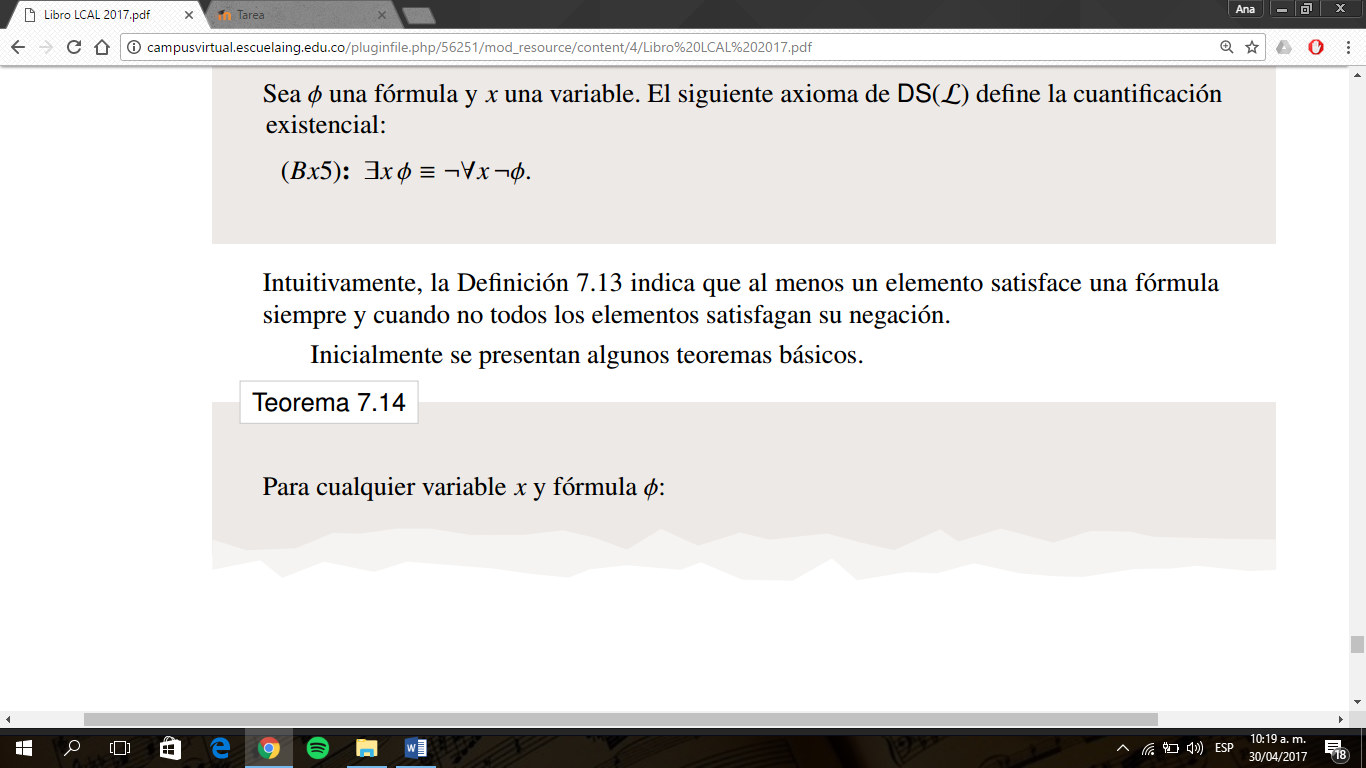 Libro LCAL 2017.pdf
Tarea
Ana
campusvirtual.escuelaing.edu.co/pluginfile.php/56251/mod_resource/content/4/Libro%20LCAL%202017.pdf
Sea ϕ una fórmula y x una variable. El siguiente axioma de DS(ℒ) define la cuantificación
existencial:
(Bx5): ∃x ϕ ≡ ¬∀x ¬ϕ.
Intuitivamente, la Definición 7.13 indica que al menos un elemento satisface una fórmula
siempre y cuando no todos los elementos satisfagan su negación.
Inicialmente se presentan algunos teoremas básicos.
Teorema 7.14
Para cualquier variable x y fórmula ϕ:
ESP
10:19 a. m.
30/04/2017
18